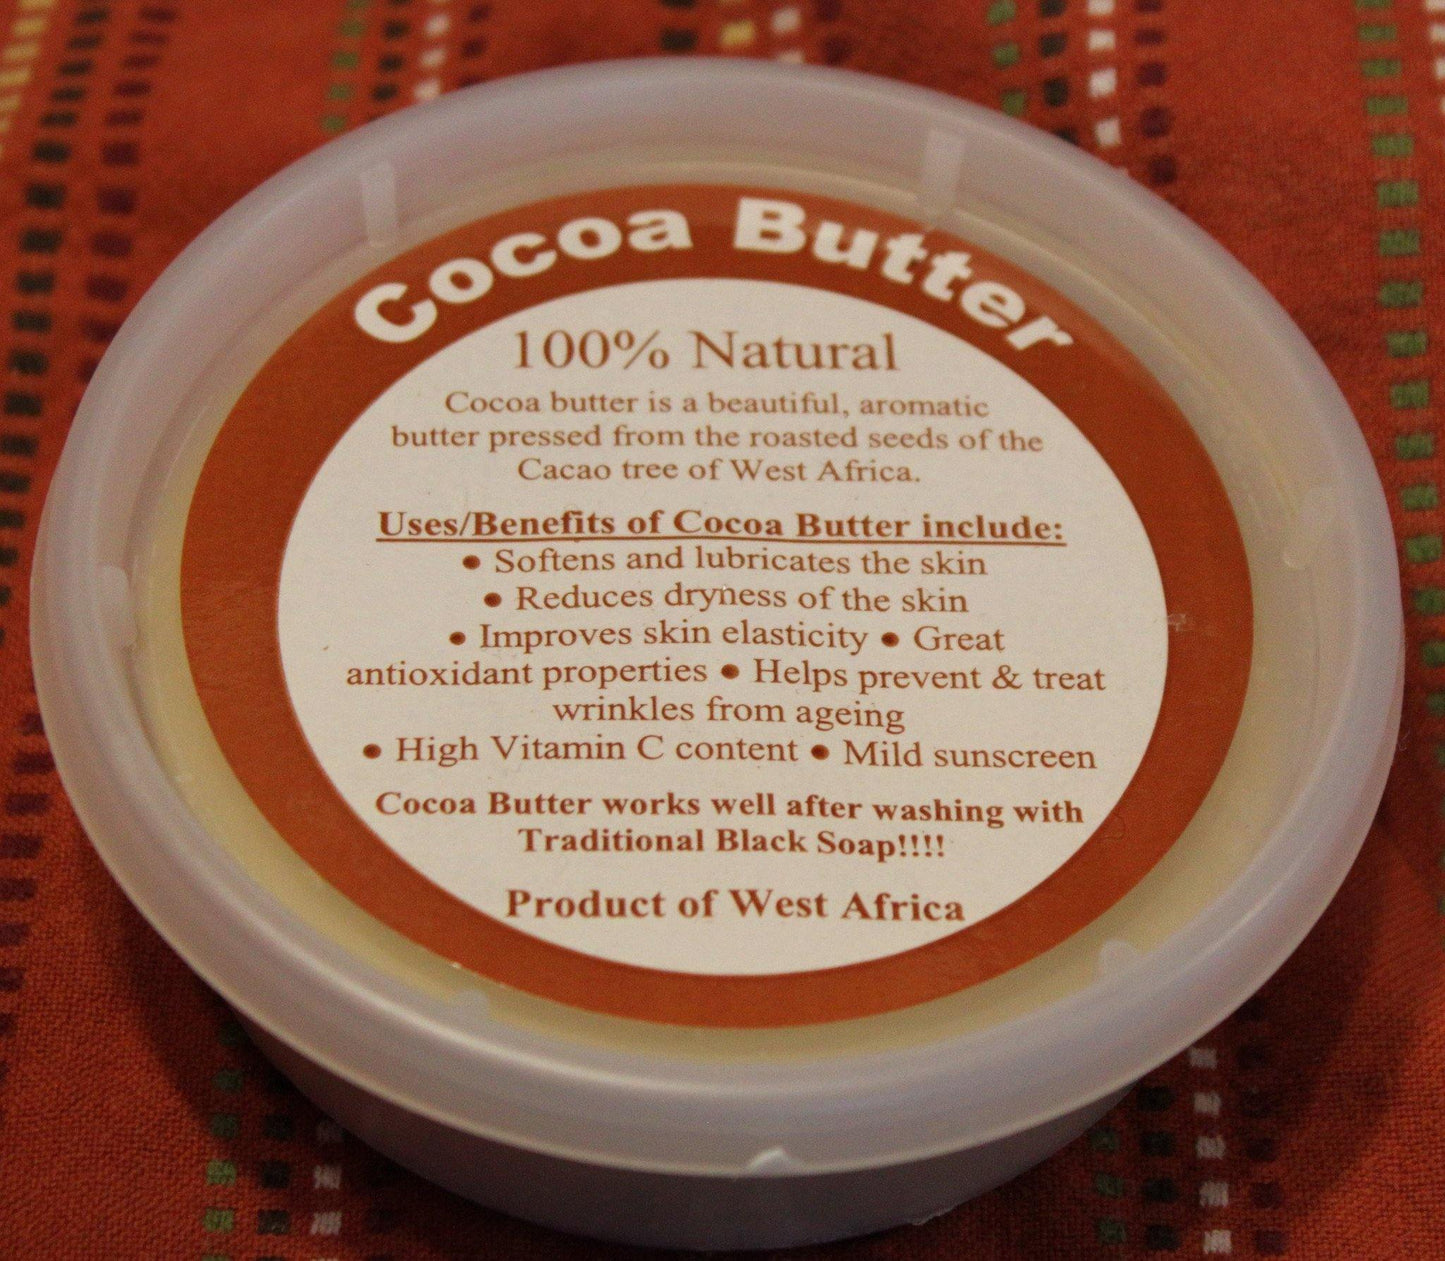 Cocoa Butter
100% Natural
Cocoa butter is a beautiful, aromatic
butter pressed from the roasted seeds of the
Cacao tree of West Africa.
Uses/Benefits of Cocoa Butter include:
• Softens and lubricates the skin
• Reduces dryness of the skin
• Improves skin elasticity • Great
antioxidant properties • Helps prevent & treat
wrinkles from ageing
• High Vitamin C content • Mild sunscreen
Cocoa Butter works well after washing with
Traditional Black Soap!!!!
Product of West Africa